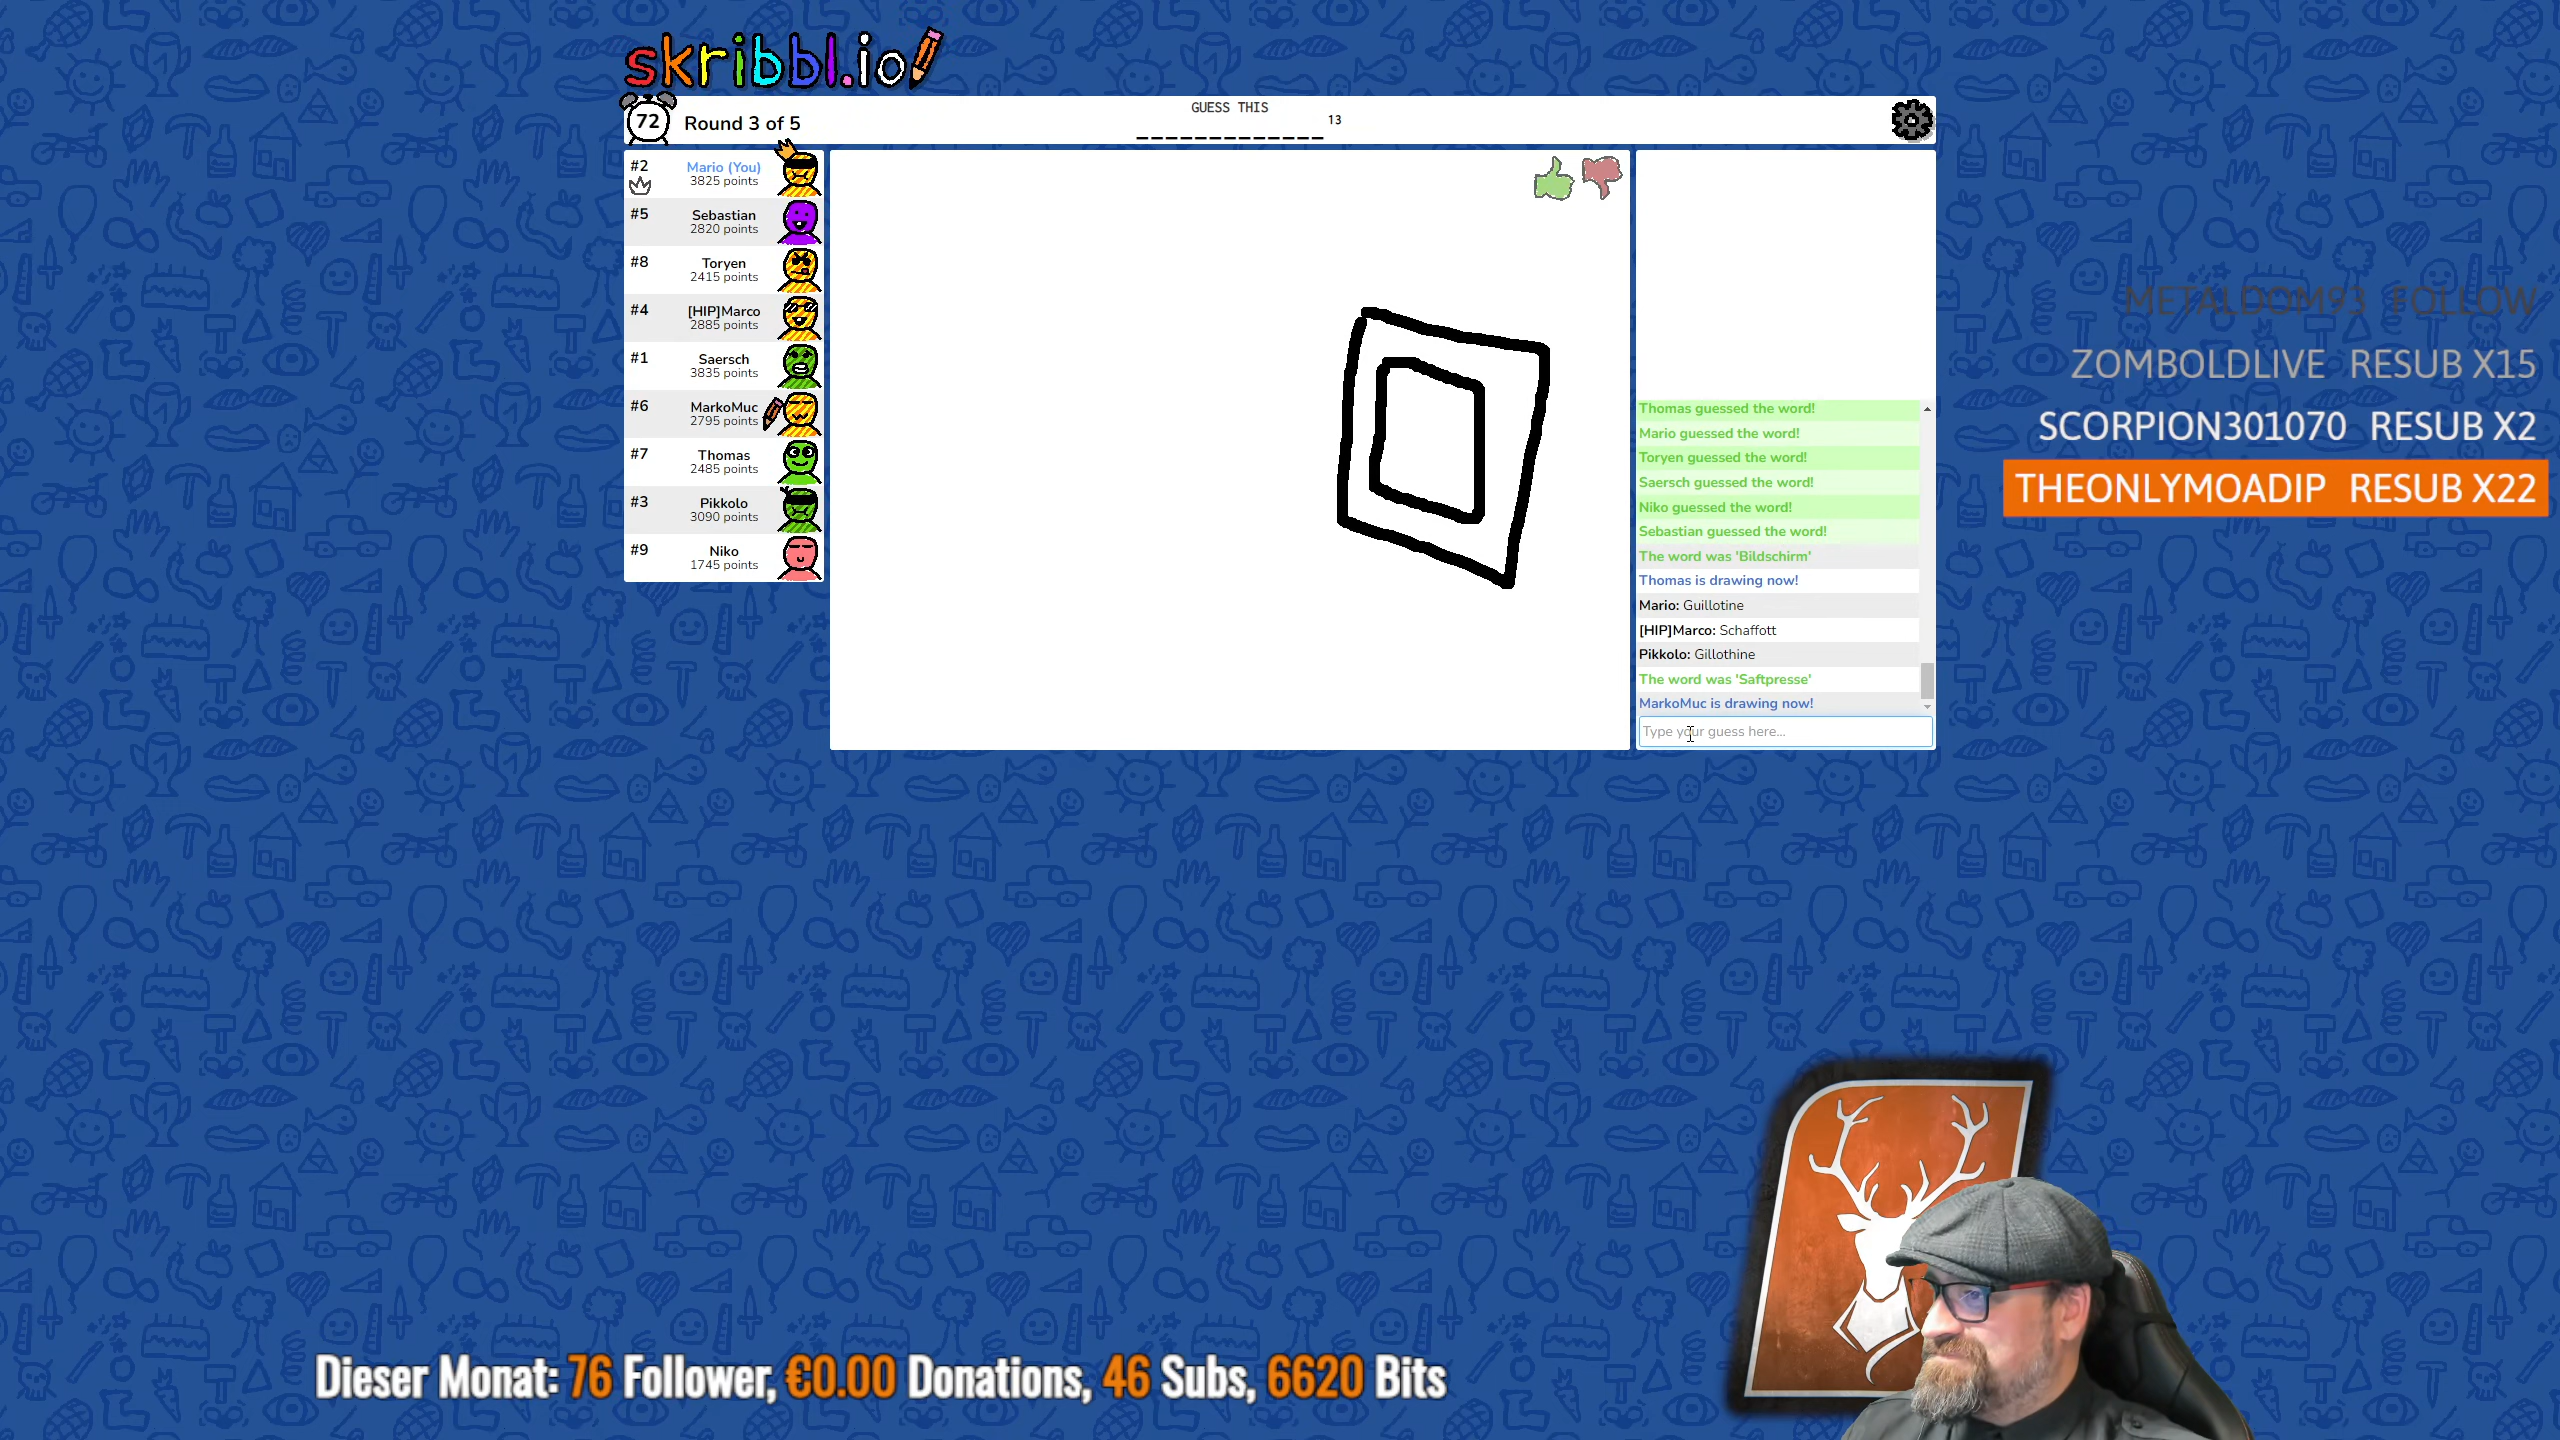 skribbl.io
72
Round 3 of 5
GUESS THIS
_____________ 13
#2
Mario (You)
3825 points
#5
Sebastian
2820 points
#8
Toryen
2415 points
#4
[HIP]Marco
2885 points
#1
Saersch
3835 points
#6
MarkoMuc
2795 points
#7
Thomas
2485 points
#3
Pikkolo
3090 points
#9
Niko
1745 points
Thomas guessed the word!
Mario guessed the word!
Toryen guessed the word!
Saersch guessed the word!
Niko guessed the word!
Sebastian guessed the word!
The word was 'Bildschirm'
Thomas is drawing now!
Mario: Guillotine
[HIP]Marco: Schaffott
Pikkolo: Gillothine
The word was 'Saftpresse'
MarkoMuc is drawing now!
Type your guess here...
METALDOM93 FOLLOW
ZOMBOLDLIVE RESUB X15
SCORPION301070 RESUB X2
THEONLYMOADIP RESUB X22
Dieser Monat: 76 Follower, €0.00 Donations, 46 Subs, 6620 Bits